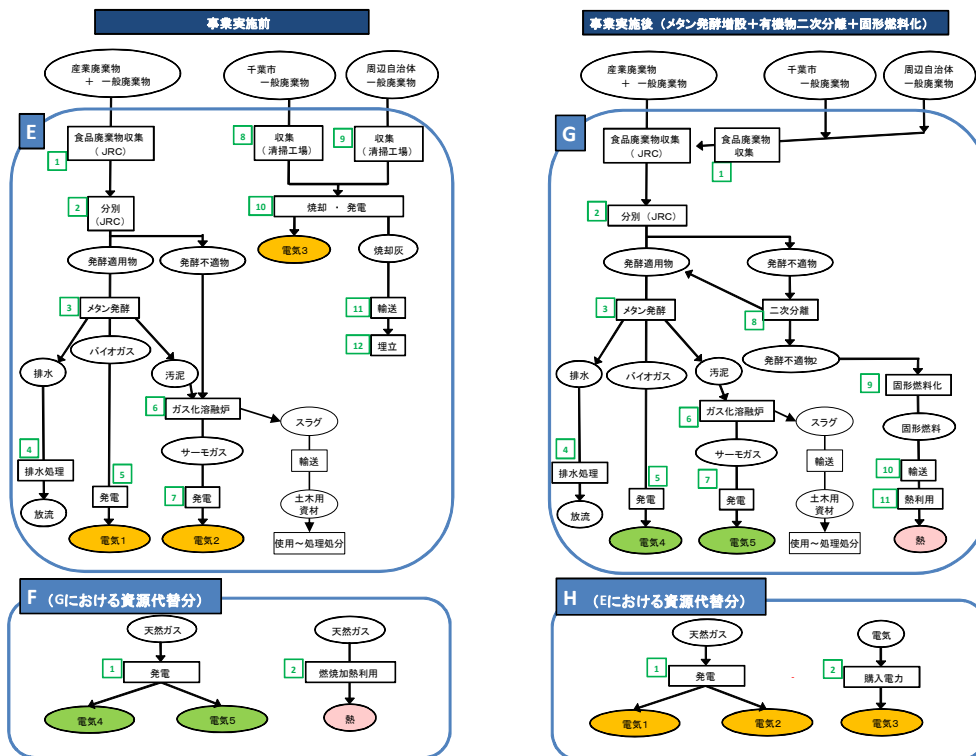 事業実施前
産業廃棄物
＋ 一般廃棄物
千葉市
一般廃棄物
周辺自治体
一般廃棄物
E
食品廃棄物収集
（JRC）
1
8
収集
（清掃工場）
9
収集
（清掃工場）
2
分別
（JRC）
10
焼却 ・ 発電
電気3
焼却灰
発酵適用物
発酵不適物
3
メタン発酵
11
輸送
12
埋立
排水
バイオガス
汚泥
6
ガス化溶融炉
スラグ
4
排水処理
サーモガス
輸送
5
発電
7
発電
土木用
資材
放流
電気1
電気2
使用～処理処分
F （Gにおける資源代替分）
天然ガス
天然ガス
1
発電
2
燃焼加熱利用
電気4
電気5
熱
事業実施後（メタン発酵増設＋有機物二次分離＋固形燃料化）
産業廃棄物
＋ 一般廃棄物
千葉市
一般廃棄物
周辺自治体
一般廃棄物
G
食品廃棄物収集
（JRC）
食品廃棄物
収集
1
2
分別（JRC）
発酵適用物
発酵不適物
3
メタン発酵
8
二次分離
排水
バイオガス
汚泥
発酵不適物2
9
固形燃料化
6
ガス化溶融炉
スラグ
固形燃料
4
排水処理
サーモガス
輸送
10
輸送
5
発電
7
発電
土木用
資材
11
熱利用
放流
電気4
電気5
使用～処理処分
熱
H （Eにおける資源代替分）
天然ガス
電気
1
発電
-
2
購入電力
電気1
電気2
電気3